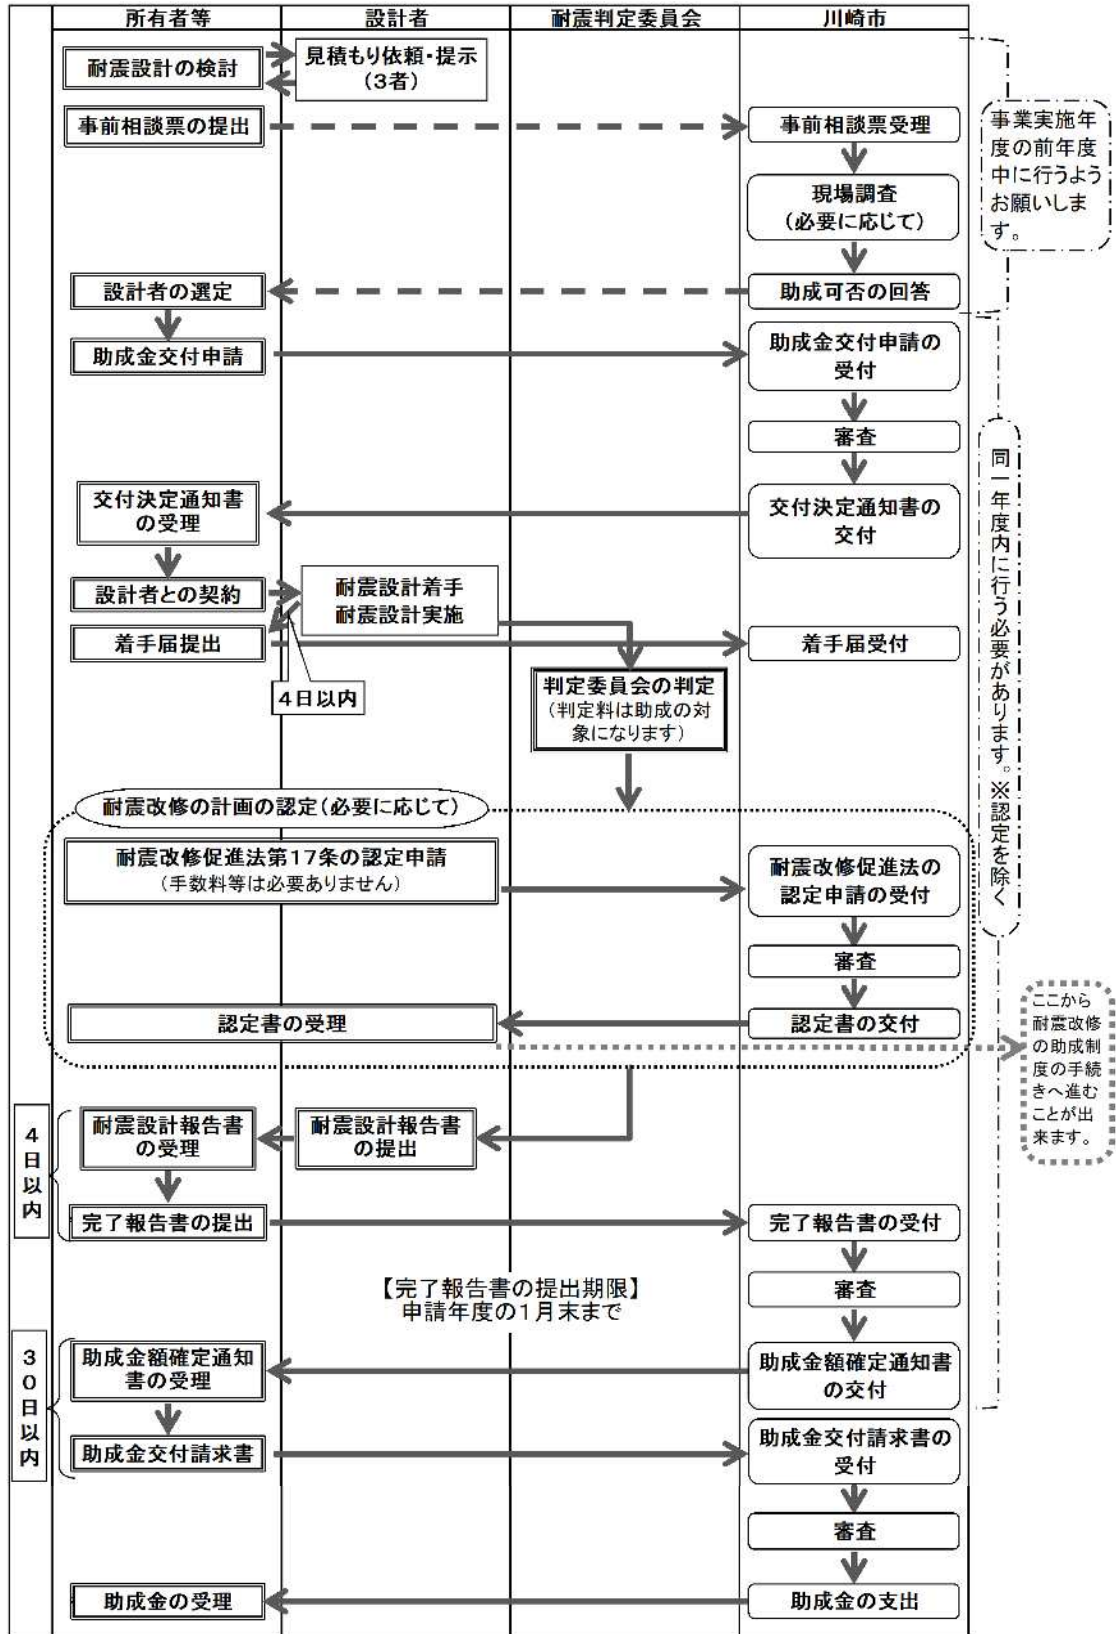 所有者等
設計者
耐震判定委員会
川崎市
耐震設計の検討
見積もり依頼・提示
(3者)
事前相談票の提出
事前相談票受理
現場調査
(必要に応じて)
設計者の選定
助成可否の回答
事業実施年
度の前年度
中に行うよう
お願いしま
す。
助成金交付申請
助成金交付申請の
受付
審査
交付決定通知書
の受理
交付決定通知書の
交付
設計者との契約
耐震設計着手
耐震設計実施
着手届提出
着手届受付
4日以内
判定委員会の判定
(判定料は助成の対
象になります)
同一年度内に行う必要があります。※認定を除く
耐震改修の計画の認定(必要に応じて)
耐震改修促進法第17条の認定申請
(手数料等は必要ありません)
耐震改修促進法の
認定申請の受付
審査
認定書の受理
認定書の交付
ここから
耐震改修
の助成制
度の手続
きへ進む
ことが出
来ます。
4日以内
耐震設計報告書
の受理
耐震設計報告書
の提出
完了報告書の提出
完了報告書の受付
【完了報告書の提出期限】
申請年度の1月末まで
審査
30日以内
助成金額確定通知
書の受理
助成金額確定通知書
の交付
助成金交付請求書
助成金交付請求書の
受付
審査
助成金の受理
助成金の支出